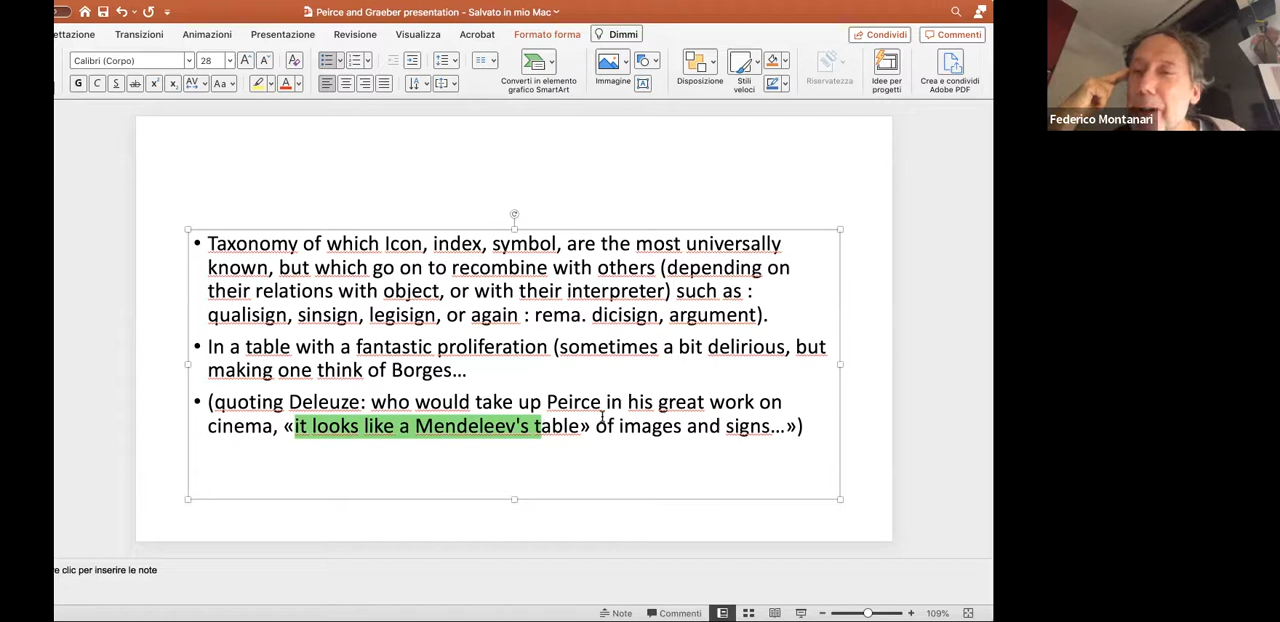 Peirce and Graeber presentation - Salvato in mio Mac
ettazione Transizioni Animazioni Presentazione Revisione Visualizza Acrobat Formato forma Dimmi Condividi Commenti
Calibri (Corpo) 28
Converti in elemento
grafico SmartArt
Immagine
Disposizione
Stili
veloci
Riservatezza
Idee per
progetti
Crea e condividi
Adobe PDF
G C S ab x² x₂ AV Aa A
Federico Montanari
• Taxonomy of which Icon, index, symbol, are the most universally
known, but which go on to recombine with others (depending on
their relations with object, or with their interpreter) such as :
qualisign, sinsign, legisign, or again : rema. dicisign, argument).
• In a table with a fantastic proliferation (sometimes a bit delirious, but
making one think of Borges...
• (quoting Deleuze: who would take up Peirce in his great work on
cinema, «it looks like a Mendeleev's table» of images and signs...»)
e clic per inserire le note
Note Commenti 109%